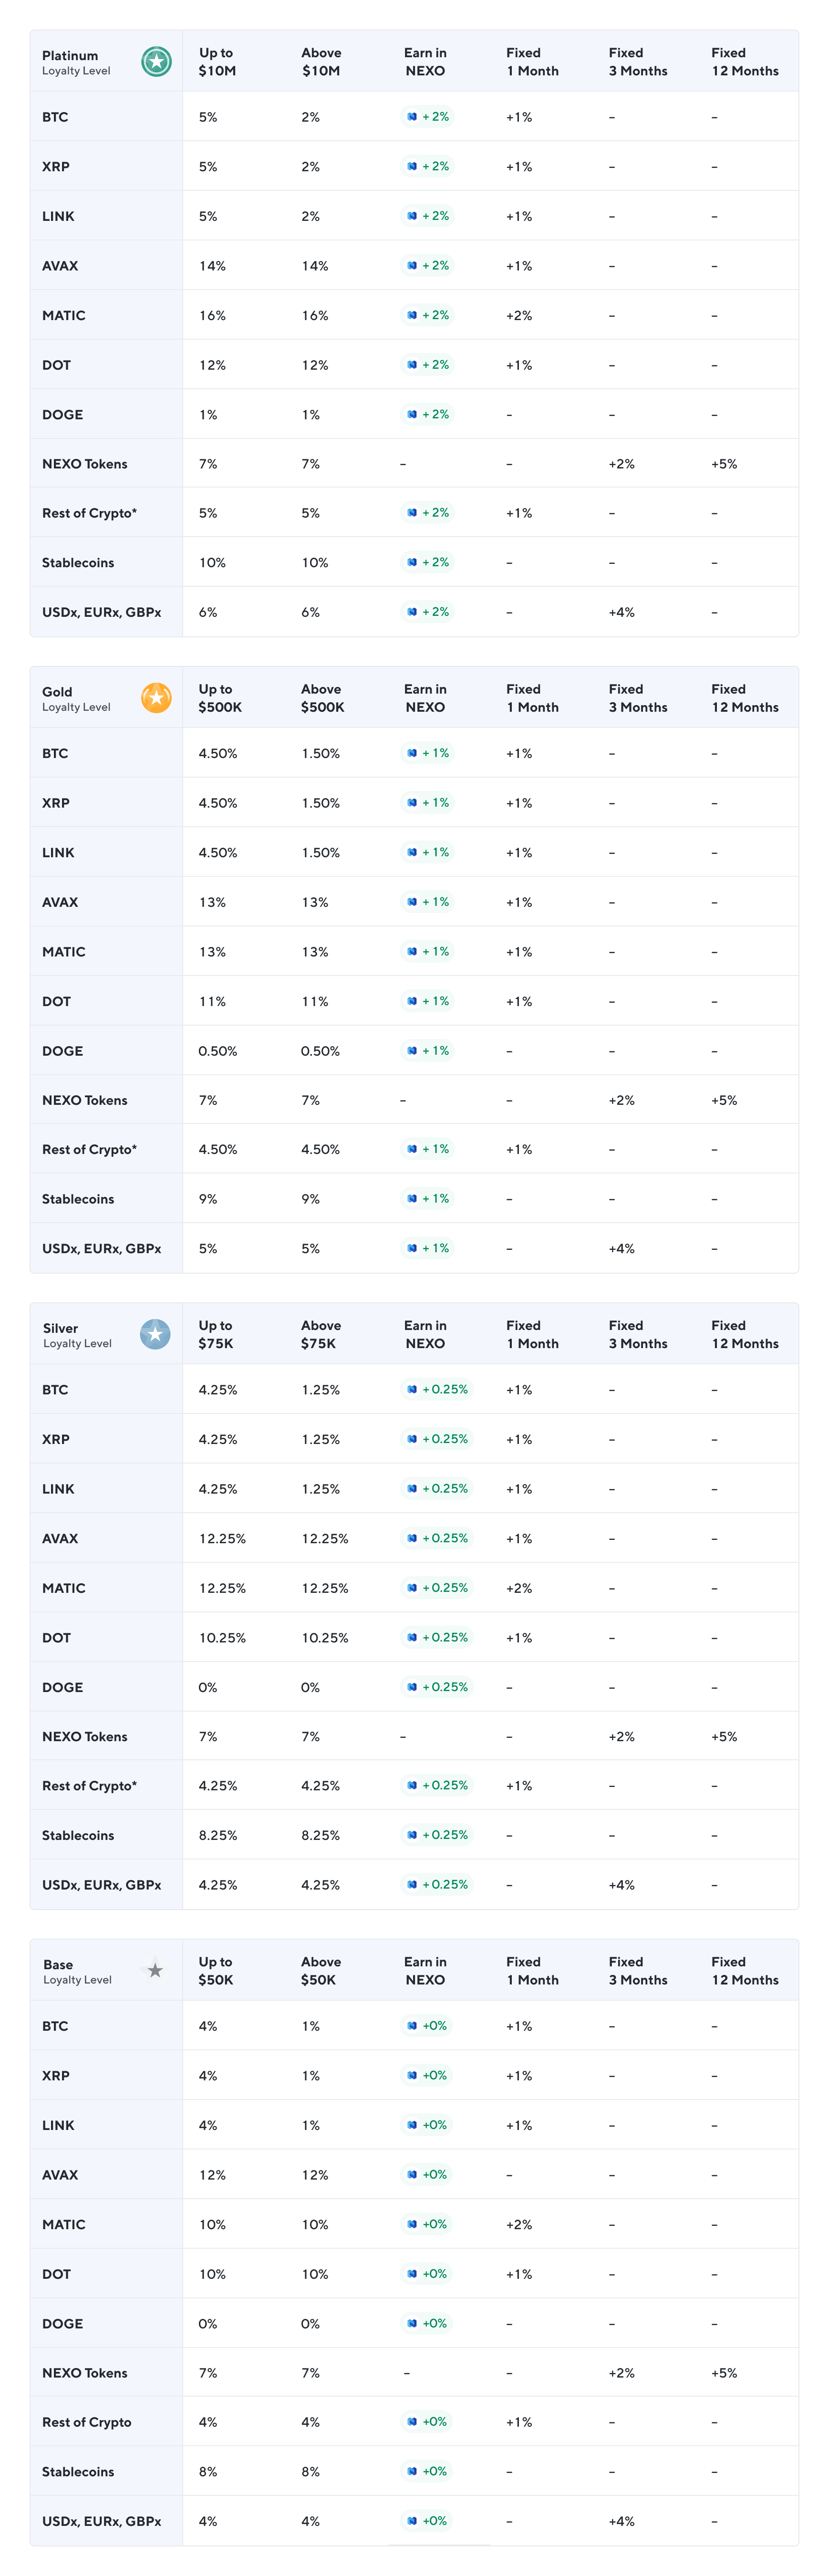 Platinum
Loyalty Level
Up to $10M Above $10M Earn in NEXO Fixed 1 Month Fixed 3 Months Fixed 12 Months
BTC 5% 2% + 2% +1% – –
XRP 5% 2% + 2% +1% – –
LINK 5% 2% + 2% +1% – –
AVAX 14% 14% + 2% +1% – –
MATIC 16% 16% + 2% +2% – –
DOT 12% 12% + 2% +1% – –
DOGE 1% 1% + 2% – – –
NEXO Tokens 7% 7% – – +2% +5%
Rest of Crypto* 5% 5% + 2% +1% – –
Stablecoins 10% 10% + 2% – – –
USDx, EURx, GBPx 6% 6% + 2% – +4% –
Gold
Loyalty Level
Up to $500K Above $500K Earn in NEXO Fixed 1 Month Fixed 3 Months Fixed 12 Months
BTC 4.50% 1.50% + 1% +1% – –
XRP 4.50% 1.50% + 1% +1% – –
LINK 4.50% 1.50% + 1% +1% – –
AVAX 13% 13% + 1% +1% – –
MATIC 13% 13% + 1% +1% – –
DOT 11% 11% + 1% +1% – –
DOGE 0.50% 0.50% + 1% – – –
NEXO Tokens 7% 7% – – +2% +5%
Rest of Crypto* 4.50% 4.50% + 1% +1% – –
Stablecoins 9% 9% + 1% – – –
USDx, EURx, GBPx 5% 5% + 1% – +4% –
Silver
Loyalty Level
Up to $75K Above $75K Earn in NEXO Fixed 1 Month Fixed 3 Months Fixed 12 Months
BTC 4.25% 1.25% + 0.25% +1% – –
XRP 4.25% 1.25% + 0.25% +1% – –
LINK 4.25% 1.25% + 0.25% +1% – –
AVAX 12.25% 12.25% + 0.25% +1% – –
MATIC 12.25% 12.25% + 0.25% +2% – –
DOT 10.25% 10.25% + 0.25% +1% – –
DOGE 0% 0% + 0.25% – – –
NEXO Tokens 7% 7% – – +2% +5%
Rest of Crypto* 4.25% 4.25% + 0.25% +1% – –
Stablecoins 8.25% 8.25% + 0.25% – – –
USDx, EURx, GBPx 4.25% 4.25% + 0.25% – +4% –
Base
Loyalty Level
Up to $50K Above $50K Earn in NEXO Fixed 1 Month Fixed 3 Months Fixed 12 Months
BTC 4% 1% +0% +1% – –
XRP 4% 1% +0% +1% – –
LINK 4% 1% +0% +1% – –
AVAX 12% 12% +0% – – –
MATIC 10% 10% +0% +2% – –
DOT 10% 10% +0% +1% – –
DOGE 0% 0% +0% – – –
NEXO Tokens 7% 7% – – +2% +5%
Rest of Crypto 4% 4% +0% +1% – –
Stablecoins 8% 8% +0% – – –
USDx, EURx, GBPx 4% 4% +0% – +4% –